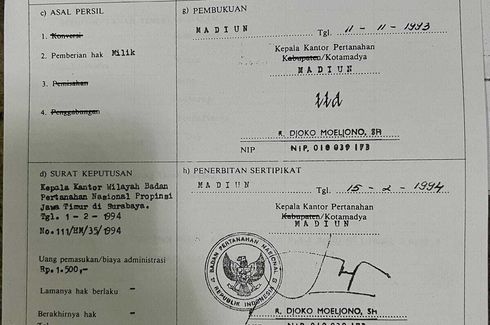 c) ASAL PERSIL
1. Konversi
2. Pemberian hak Milik
3. Pemisahan
4. Penggabungan
g) PEMBUKUAN
MADIUN Tgl. 11 - 11 - 1993
Kepala Kantor Pertanahan
Kabupaten/Kotamadya
MADIUN
ttd
R. DJOKO MOELJONO, SH
NIP NIP. 010 039 173
d) SURAT KEPUTUSAN
Kepala Kantor Wilayah Badan
Pertanahan Nasional Propinsi
Jawa Timur di Surabaya.
Tgl. 1 - 2 - 1994
No.111/HM/35/1994
Uang pemasukan/biaya administrasi
Rp.1.500,-
Lamanya hak berlaku -
Berakhirnya hak -
h) PENERBITAN SERTIPIKAT
MADIUN Tgl. 15 - 2 - 1994
Kepala Kantor Pertanahan
Kabupaten/Kotamadya
MADIUN
BADAN PERTANAHAN NASIONAL
REPUBLIK INDONESIA
R. DJOKO MOELJONO, SH